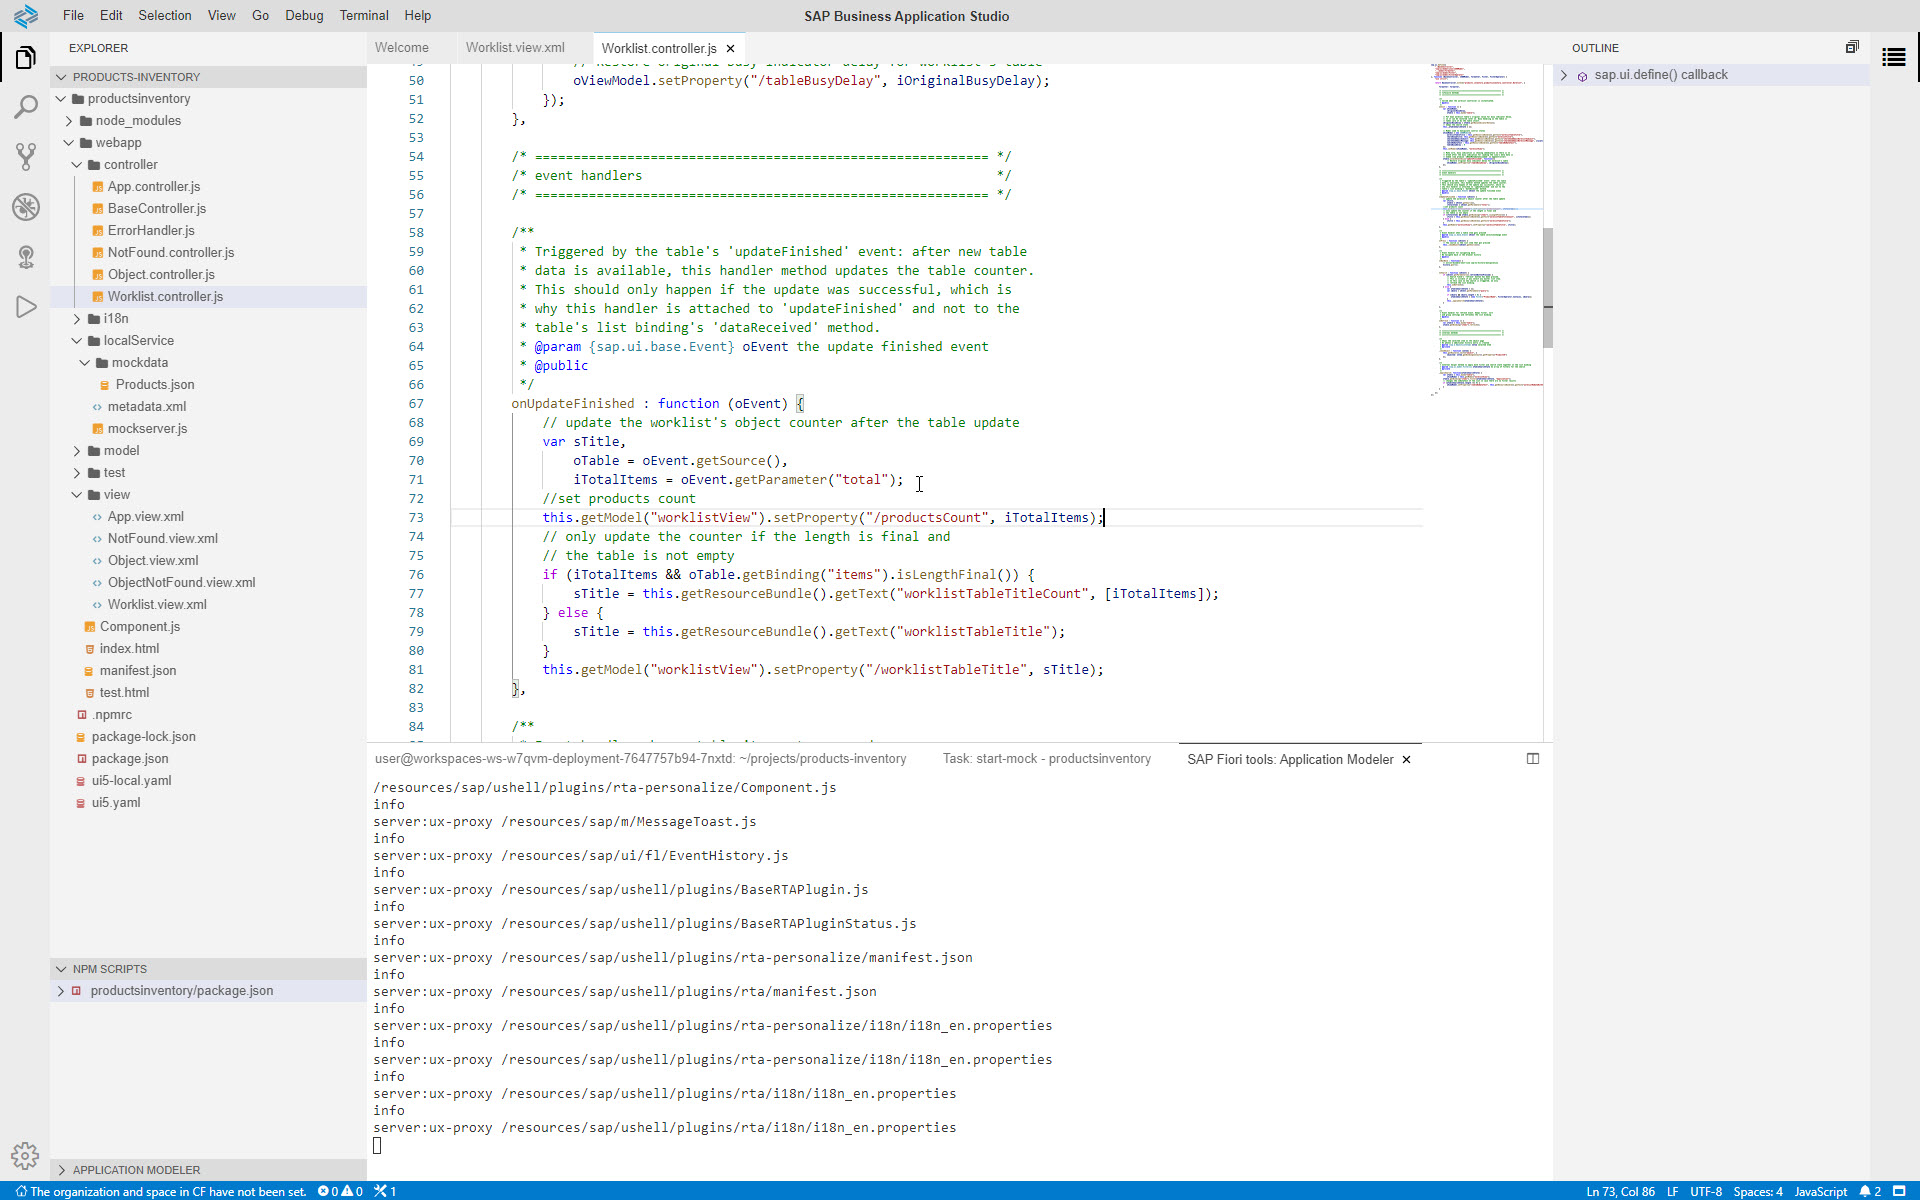 File Edit Selection View Go Debug Terminal Help
SAP Business Application Studio
EXPLORER
PRODUCTS-INVENTORY
productsinventory
node_modules
webapp
controller
App.controller.js
BaseController.js
ErrorHandler.js
NotFound.controller.js
Object.controller.js
Worklist.controller.js
i18n
localService
mockdata
Products.json
metadata.xml
mockserver.js
model
test
view
App.view.xml
NotFound.view.xml
Object.view.xml
ObjectNotFound.view.xml
Worklist.view.xml
Component.js
index.html
manifest.json
test.html
.npmrc
package-lock.json
package.json
ui5-local.yaml
ui5.yaml
NPM SCRIPTS
productsinventory/package.json
APPLICATION MODELER
Welcome Worklist.view.xml Worklist.controller.js ×
50 oViewModel.setProperty("/tableBusyDelay", iOriginalBusyDelay);
51 });
52 },
53
54 /* =========================================================== */
55 /* event handlers */
56 /* =========================================================== */
57
58 /**
59 * Triggered by the table's 'updateFinished' event: after new table
60 * data is available, this handler method updates the table counter.
61 * This should only happen if the update was successful, which is
62 * why this handler is attached to 'updateFinished' and not to the
63 * table's list binding's 'dataReceived' method.
64 * @param {sap.ui.base.Event} oEvent the update finished event
65 * @public
66 */
67 onUpdateFinished : function (oEvent) {
68 // update the worklist's object counter after the table update
69 var sTitle,
70 oTable = oEvent.getSource(),
71 iTotalItems = oEvent.getParameter("total");
72 //set products count
73 this.getModel("worklistView").setProperty("/productsCount", iTotalItems);
74 // only update the counter if the length is final and
75 // the table is not empty
76 if (iTotalItems && oTable.getBinding("items").isLengthFinal()) {
77 sTitle = this.getResourceBundle().getText("worklistTableTitleCount", [iTotalItems]);
78 } else {
79 sTitle = this.getResourceBundle().getText("worklistTableTitle");
80 }
81 this.getModel("worklistView").setProperty("/worklistTableTitle", sTitle);
82 },
83
84 /**
OUTLINE
sap.ui.define() callback
user@workspaces-ws-w7qvm-deployment-7647757b94-7nxtd: ~/projects/products-inventory Task: start-mock - productsinventory SAP Fiori tools: Application Modeler ×
/resources/sap/ushell/plugins/rta-personalize/Component.js
info
server:ux-proxy /resources/sap/m/MessageToast.js
info
server:ux-proxy /resources/sap/ui/fl/EventHistory.js
info
server:ux-proxy /resources/sap/ushell/plugins/BaseRTAPlugin.js
info
server:ux-proxy /resources/sap/ushell/plugins/BaseRTAPluginStatus.js
info
server:ux-proxy /resources/sap/ushell/plugins/rta-personalize/manifest.json
info
server:ux-proxy /resources/sap/ushell/plugins/rta/manifest.json
info
server:ux-proxy /resources/sap/ushell/plugins/rta-personalize/i18n/i18n_en.properties
info
server:ux-proxy /resources/sap/ushell/plugins/rta-personalize/i18n/i18n_en.properties
info
server:ux-proxy /resources/sap/ushell/plugins/rta/i18n/i18n_en.properties
info
server:ux-proxy /resources/sap/ushell/plugins/rta/i18n/i18n_en.properties
The organization and space in CF have not been set. 0 0 1
Ln 73, Col 86 LF UTF-8 Spaces: 4 JavaScript 2